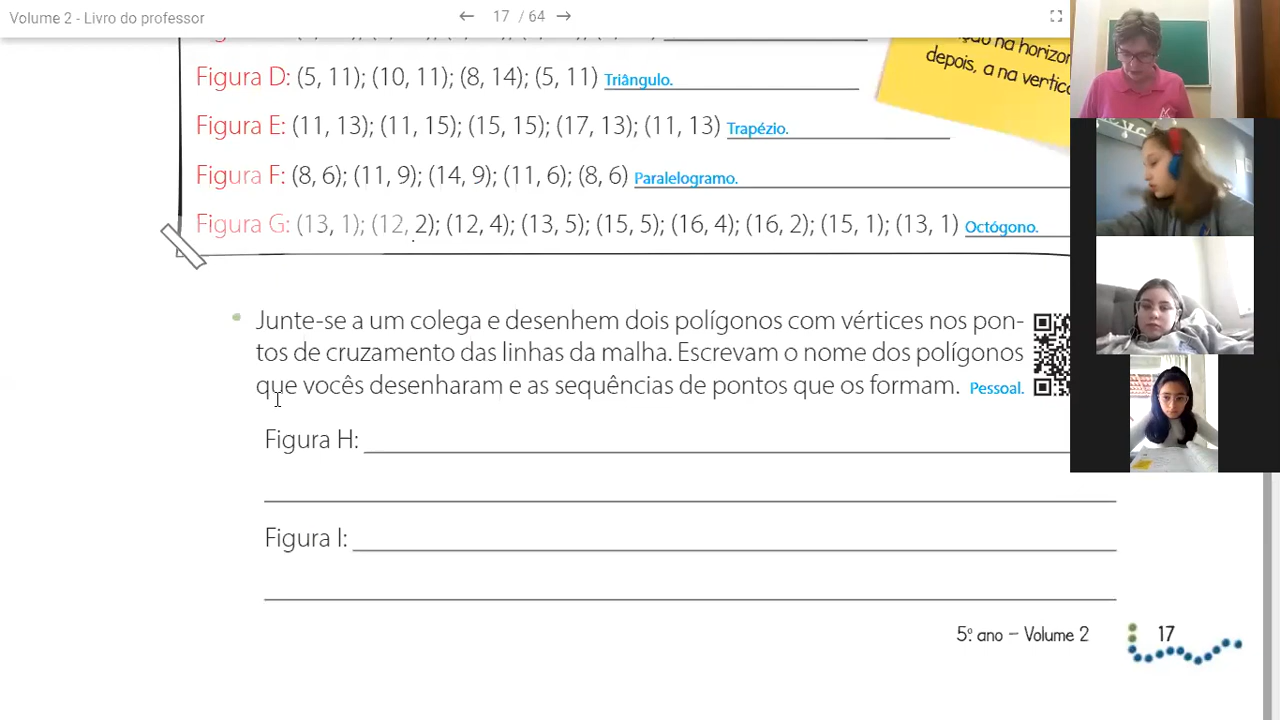 Volume 2 - Livro do professor
17 / 64
ção na horizon
depois, a na vertica
Figura D: (5, 11); (10, 11); (8, 14); (5, 11) Triângulo.
Figura E: (11, 13); (11, 15); (15, 15); (17, 13); (11, 13) Trapézio.
Figura F: (8, 6); (11, 9); (14, 9); (11, 6); (8, 6) Paralelogramo.
Figura G: (13, 1); (12, 2); (12, 4); (13, 5); (15, 5); (16, 4); (16, 2); (15, 1); (13, 1) Octógono.
Junte-se a um colega e desenhem dois polígonos com vértices nos pon-
tos de cruzamento das linhas da malha. Escrevam o nome dos polígonos
que vocês desenharam e as sequências de pontos que os formam. Pessoal.
Figura H:
Figura I:
5º. ano – Volume 2 17